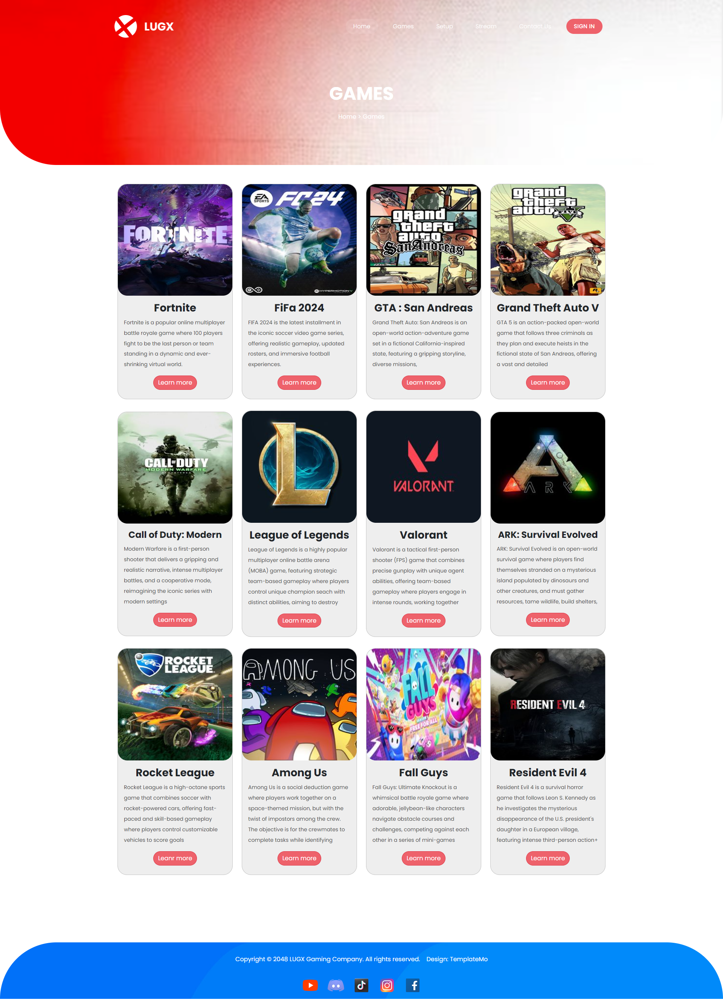 LUGX
Home
Games
Setup
Stream
Contact Us
SIGN IN
GAMES
Home > Games
FORTNITE
EA SPORTS FC 24
HYPERMOTIONV
grand theft auto San Andreas
grand theft auto FIVE
Fortnite
Fortnite is a popular online multiplayer
battle royale game where 100 players
fight to be the last person or team
standing in a dynamic and ever-
shrinking virtual world.
Learn more
FiFa 2024
FIFA 2024 is the latest installment in
the iconic soccer video game series,
offering realistic gameplay, updated
rosters, and immersive football
experiences.
Learn more
GTA : San Andreas
Grand Theft Auto: San Andreas is an
open-world action-adventure game
set in a fictional California-inspired
state, featuring a gripping storyline,
diverse missions,
Learn more
Grand Theft Auto V
GTA 5 is an action-packed open-world
game that follows three criminals as
they plan and execute heists in the
fictional state of San Andreas, offering
a vast and detailed
Learn more
CALL OF DUTY
MODERN WARFARE
REMASTERED
VALORANT
ARK
Call of Duty: Modern
Modern Warfare is a first-person
shooter that delivers a gripping and
realistic narrative, intense multiplayer
battles, and a cooperative mode,
reimagining the iconic series with
modern settings
Learn more
League of Legends
League of Legends is a highly popular
multiplayer online battle arena
(MOBA) game, featuring strategic
team-based gameplay where players
control unique champion seach with
distinct abilities, aiming to destroy
Learn more
Valorant
Valorant is a tactical first-person
shooter (FPS) game that combines
precise gunplay with unique agent
abilities, offering team-based
gameplay where players engage in
intense rounds, working together
Learn more
ARK: Survival Evolved
ARK: Survival Evolved is an open-world
survival game where players find
themselves stranded on a mysterious
island populated by dinosaurs and
other creatures, and must gather
resources, tame wildlife, build shelters,
Learn more
ROCKET
LEAGUE
AMONG US
FALL
GUYS
SEASON 1
FREE FOR ALL
RESIDENT EVIL 4
Rocket League
Rocket League is a high-octane sports
game that combines soccer with
rocket-powered cars, offering fast-
paced and skill-based gameplay
where players control customizable
vehicles to score goals
Leanr more
Among Us
Among Us is a social deduction game
where players work together on a
space-themed mission, but with the
twist of impostors among the crew.
The objective is for the crewmates to
complete tasks while identifying
Learn more
Fall Guys
Fall Guys: Ultimate Knockout is a
whimsical battle royale game where
adorable, jellybean-like characters
navigate obstacle courses and
challenges, competing against each
other in a series of mini-games
Learn more
Resident Evil 4
Resident Evil 4 is a survival horror
game that follows Leon S. Kennedy as
he investigates the mysterious
disappearance of the U.S. president's
daughter in a European village,
featuring intense third-person action+
Learn more
Copyright © 2048 LUGX Gaming Company. All rights reserved. Design: TemplateMo